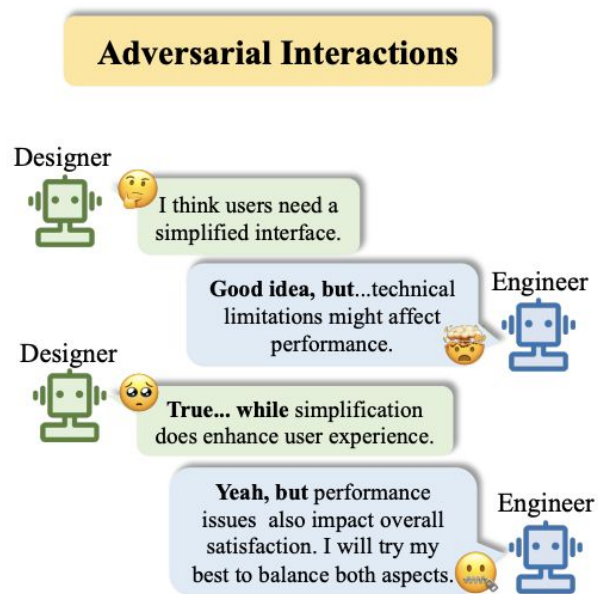 Adversarial Interactions
Designer
I think users need a
simplified interface.
Engineer
Good idea, but...technical
limitations might affect
performance.
Designer
True... while simplification
does enhance user experience.
Engineer
Yeah, but performance
issues also impact overall
satisfaction. I will try my
best to balance both aspects.